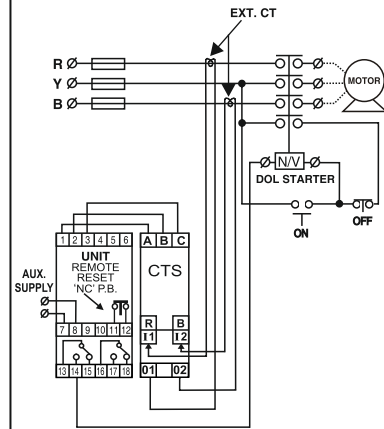 EXT. CT
R
Y
B
MOTOR
N/V
DOL STARTER
ON
OFF
1 2 3 4 5 6
A B C
UNIT
REMOTE
RESET
'NC' P.B.
CTS
AUX.
SUPPLY
7 8 9 10 11 12
R B
I1 I2
13 14 15 16 17 18
01 02